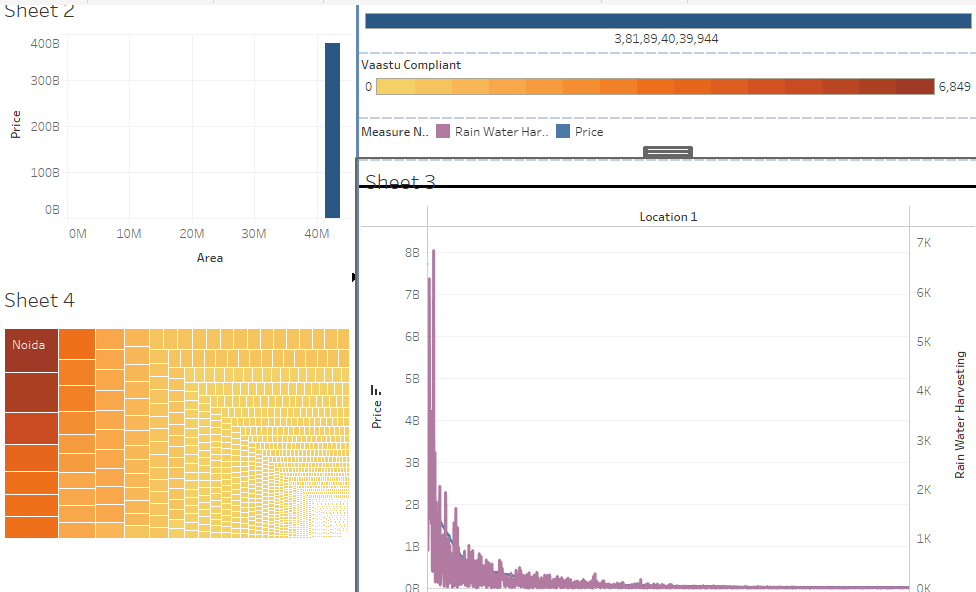 Sheet 2
400B
300B
200B
100B
0B
Price
0M
10M
20M
30M
40M
Area
3,81,89,40,39,944
Vaastu Compliant
0
6,849
Measure N..
Rain Water Har..
Price
Sheet 3
Location 1
8B
7B
6B
5B
4B
3B
2B
1B
0B
Price
7K
6K
5K
4K
3K
2K
1K
0K
Rain Water Harvesting
Sheet 4
Noida